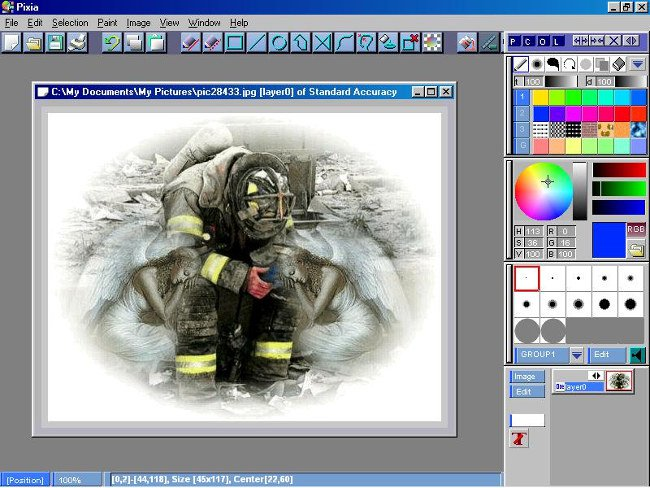 Pixia
File Edit Selection Paint Image View Window Help
P C O L
C:\My Documents\My Pictures\pic28433.jpg [layer0] of Standard Accuracy
t 100 d 100
1
2
3
G
H 113 R 0 RGB
S 36 G 16
V 100 B 100
GROUP1 Edit
Image
Edit
layer0
[Position] 100% [0,2]-[44,118], Size [45x117], Center[22,60]